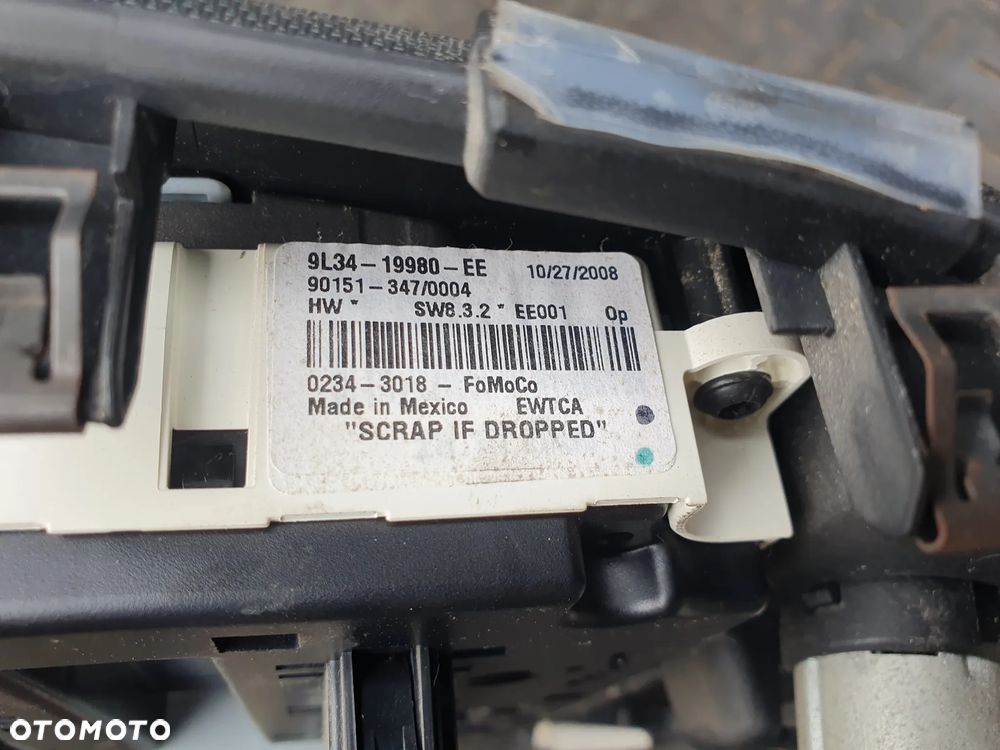 9L34-19980-EE 10/27/2008
90151-347/0004
HW * SW8.3.2 * EE001 Op
0234-3018-FoMoCo
Made in Mexico EWTCA
"SCRAP IF DROPPED"
OTOMOTO